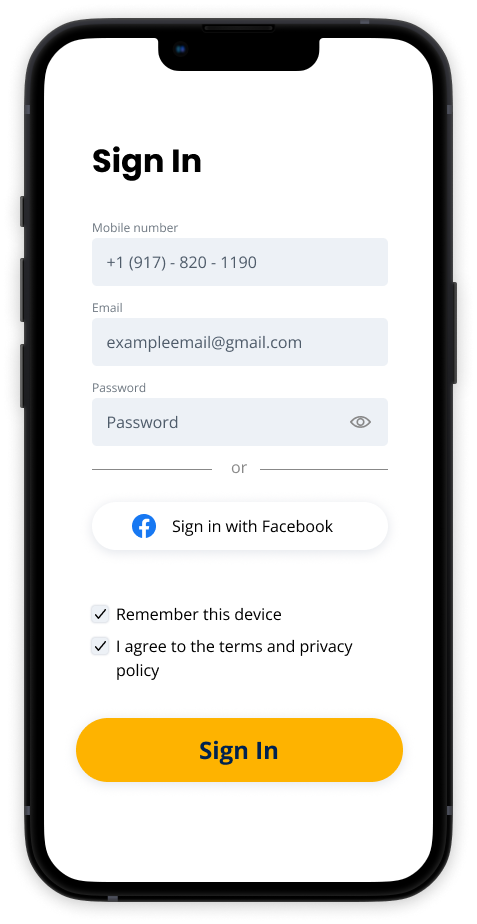 Sign In
Mobile number
+1 (917) - 820 - 1190
Email
exampleemail@gmail.com
Password
Password
or
Sign in with Facebook
Remember this device
I agree to the terms and privacy
policy
Sign In